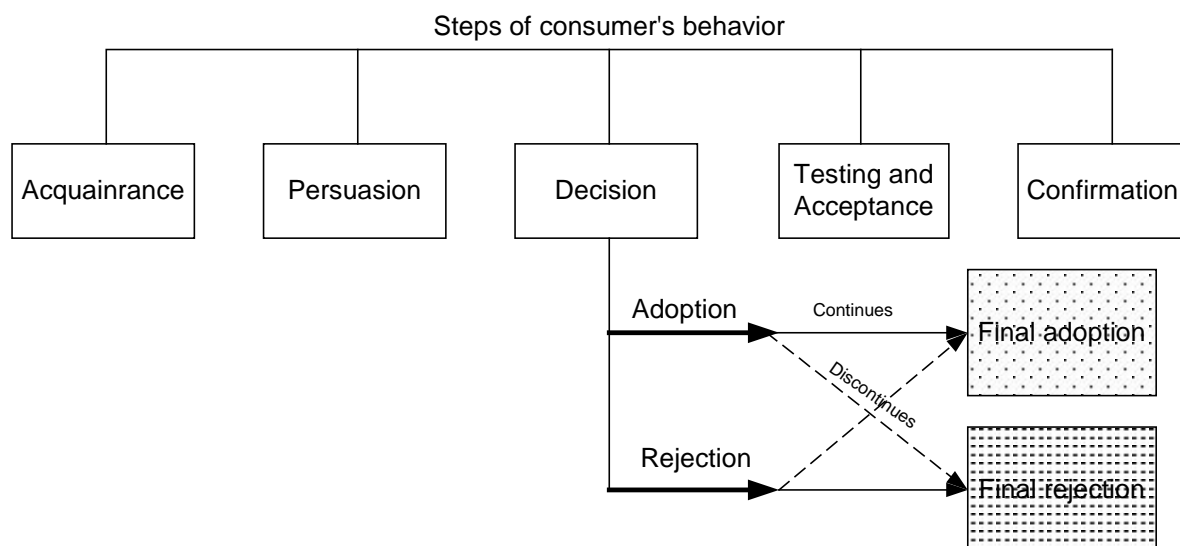 Steps of consumer's behavior
Acquainrance
Persuasion
Decision
Testing and
Acceptance
Confirmation
Adoption
Continues
Final adoption
Discontinues
Rejection
Final rejection